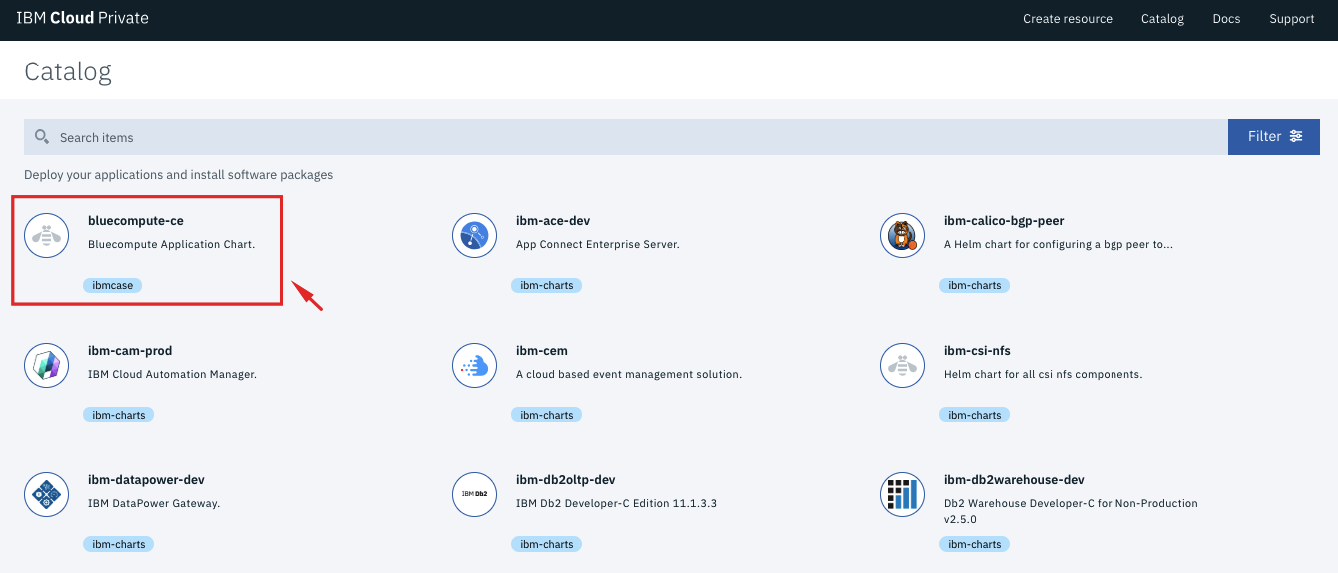 IBM Cloud Private
Create resource
Catalog
Docs
Support
Catalog
Search items
Filter
Deploy your applications and install software packages
bluecompute-ce
Bluecompute Application Chart.
ibmcase
ibm-ace-dev
App Connect Enterprise Server.
ibm-charts
ibm-calico-bgp-peer
A Helm chart for configuring a bgp peer to...
ibm-charts
ibm-cam-prod
IBM Cloud Automation Manager.
ibm-charts
ibm-cem
A cloud based event management solution.
ibm-charts
ibm-csi-nfs
Helm chart for all csi nfs components.
ibm-charts
ibm-datapower-dev
IBM DataPower Gateway.
ibm-charts
IBM Db2
ibm-db2oltp-dev
IBM Db2 Developer-C Edition 11.1.3.3
ibm-charts
ibm-db2warehouse-dev
Db2 Warehouse Developer-C for Non-Production
v2.5.0
ibm-charts